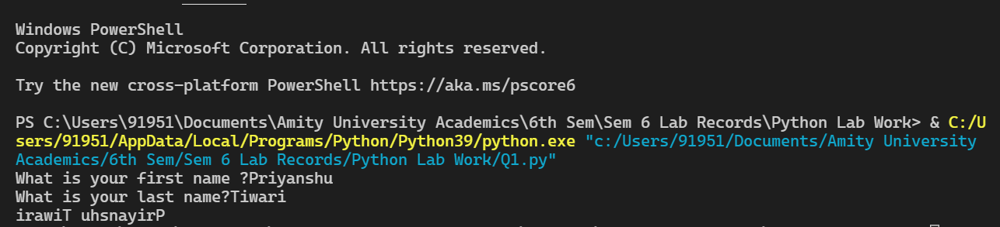 Windows PowerShell
Copyright (C) Microsoft Corporation. All rights reserved.
Try the new cross-platform PowerShell https://aka.ms/pscore6
PS C:\Users\91951\Documents\Amity University Academics\6th Sem\Sem 6 Lab Records\Python Lab Work> & C:/U
sers/91951/AppData/Local/Programs/Python/Python39/python.exe "c:/Users/91951/Documents/Amity University
Academics/6th Sem/Sem 6 Lab Records/Python Lab Work/Q1.py"
What is your first name ?Priyanshu
What is your last name?Tiwari
irawiT uhsnayirP